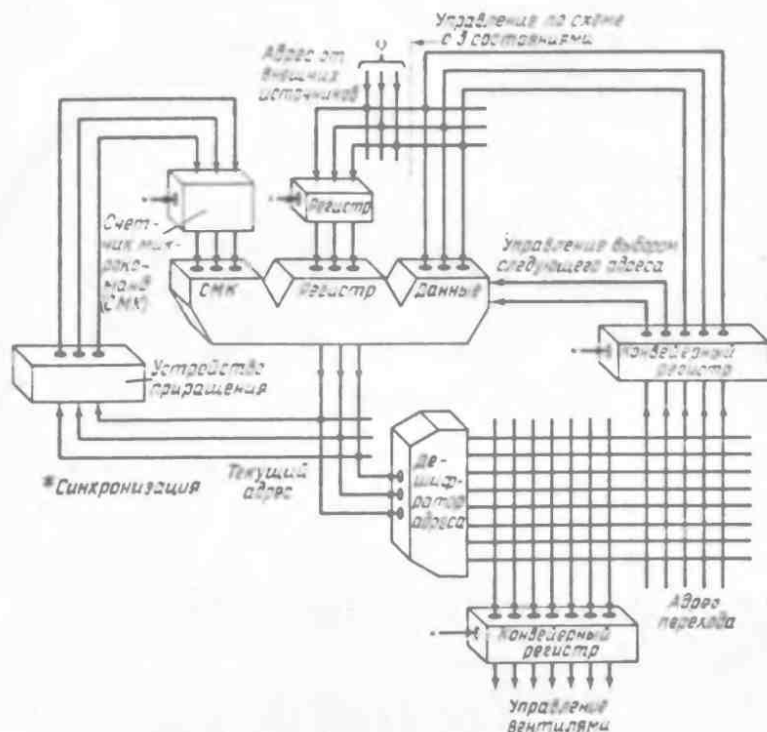 Управление по схеме
с 3 состояниями
Адрес от
внешних
источников
Счет-
чик мик-
роко-
манд
(СМК)
Регистр
Управление выбором
следующего адреса
СМК
Регистр
Данные
Конвейерный
регистр
Устройство
приращения
*Синхронизация
Текущий
адрес
Де-
шиф-
ратор
адреса
Адрес
перехода
Конвейерный
регистр
Управление
вентилями